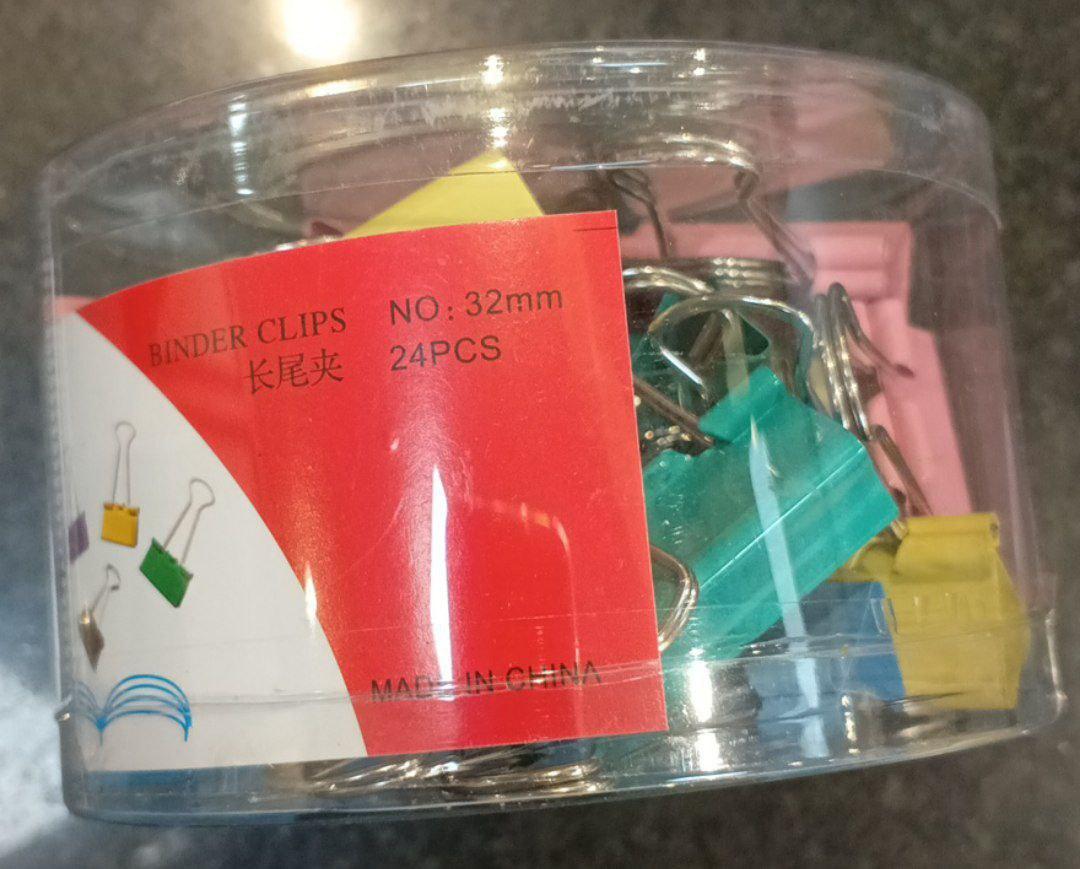 BINDER CLIPS
长尾夹
NO: 32mm
24PCS
MADE IN CHINA